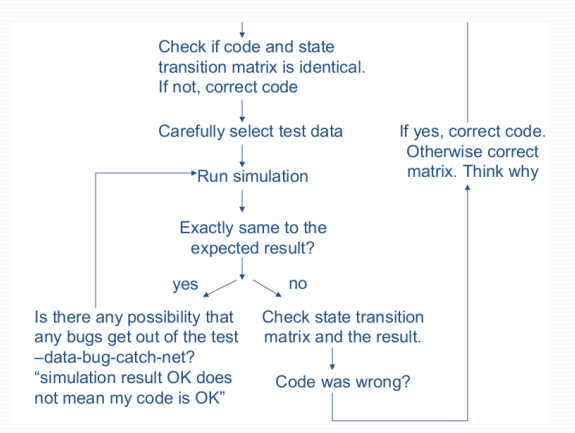 Check if code and state
transition matrix is identical.
If not, correct code
Carefully select test data
If yes, correct code.
Otherwise correct
matrix. Think why
Run simulation
Exactly same to the
expected result?
yes
no
Is there any possibility that
any bugs get out of the test
–data-bug-catch-net?
“simulation result OK does
not mean my code is OK”
Check state transition
matrix and the result.
Code was wrong?